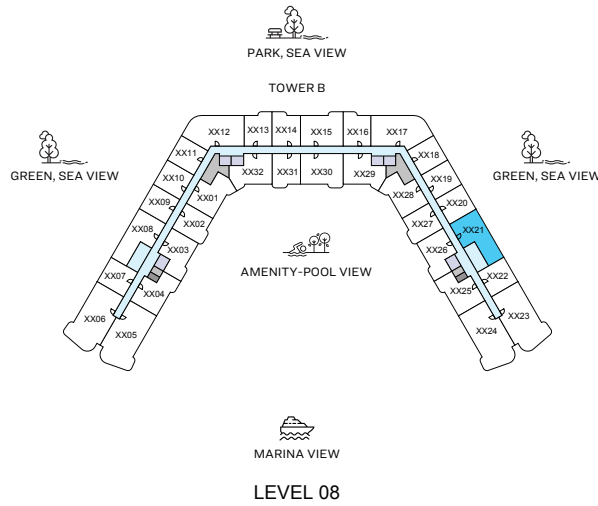 PARK, SEA VIEW
TOWER B
XX12
XX13
XX14
XX15
XX16
XX17
XX11
XX18
XX32
XX31
XX30
XX29
XX10
XX19
XX01
XX28
XX09
XX20
XX02
XX27
XX08
XX21
XX03
XX26
XX07
XX22
XX04
XX25
XX06
XX23
XX05
XX24
GREEN, SEA VIEW
GREEN, SEA VIEW
AMENITY-POOL VIEW
MARINA VIEW
LEVEL 08